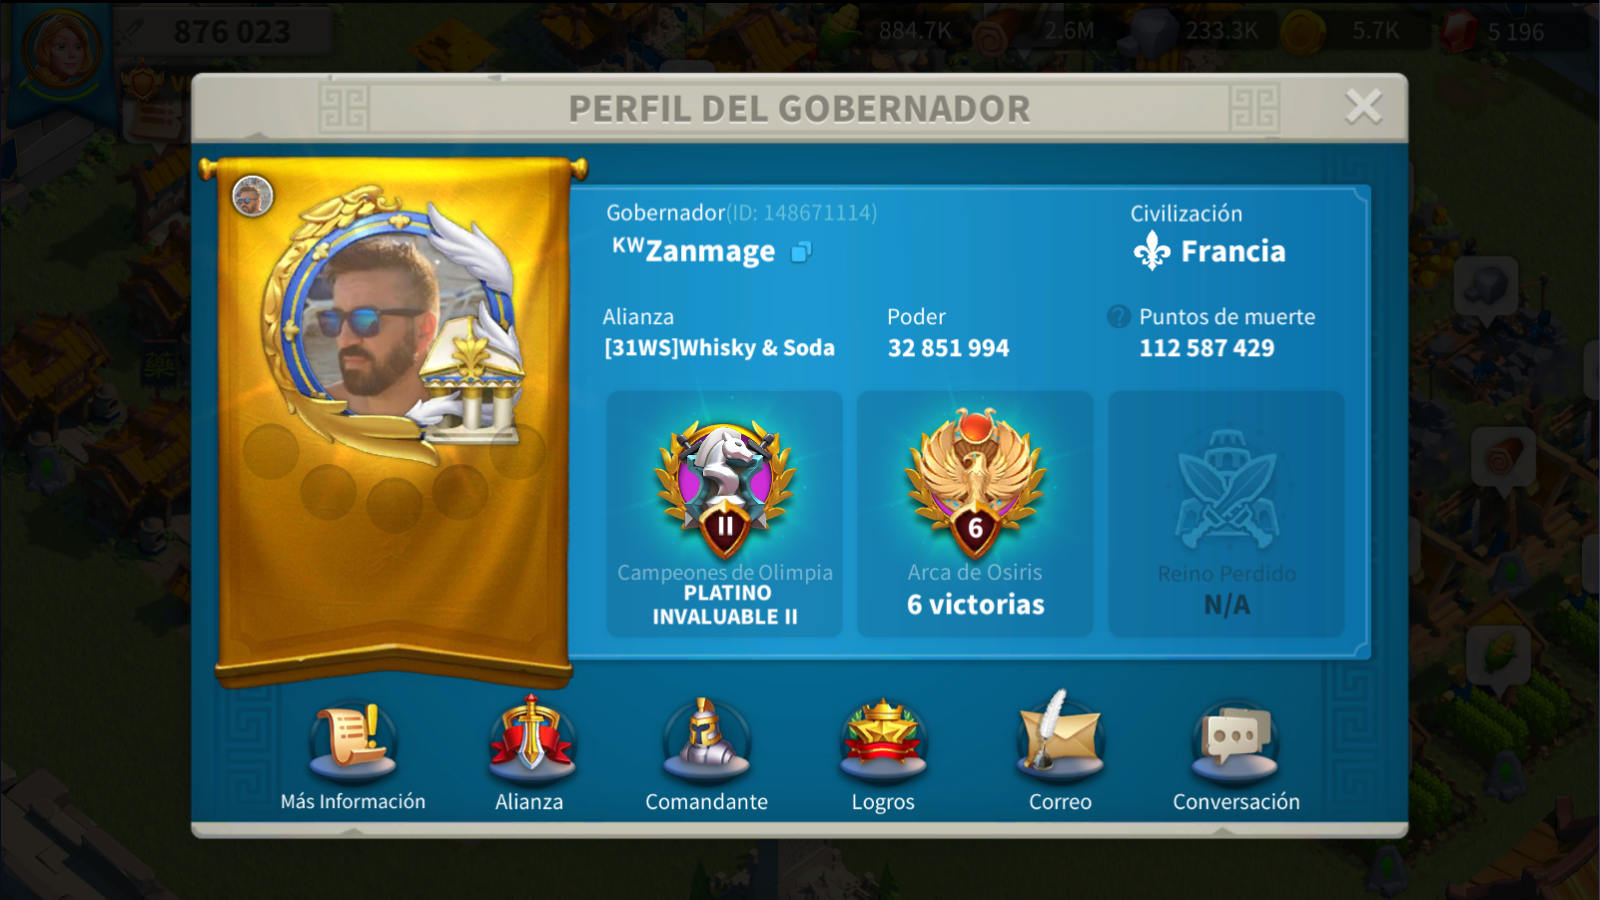 876 023
884.7K
2.6M
233.3K
5.7K
5 196
PERFIL DEL GOBERNADOR
Gobernador(ID: 148671114)
Civilización
ᴷᵂZanmage
Francia
Alianza
Poder
? Puntos de muerte
[31WS]Whisky & Soda
32 851 994
112 587 429
II
6
Campeones de Olimpia
PLATINO
INVALUABLE II
Arca de Osiris
6 victorias
Reino Perdido
N/A
Más Información
Alianza
Comandante
Logros
Correo
Conversación